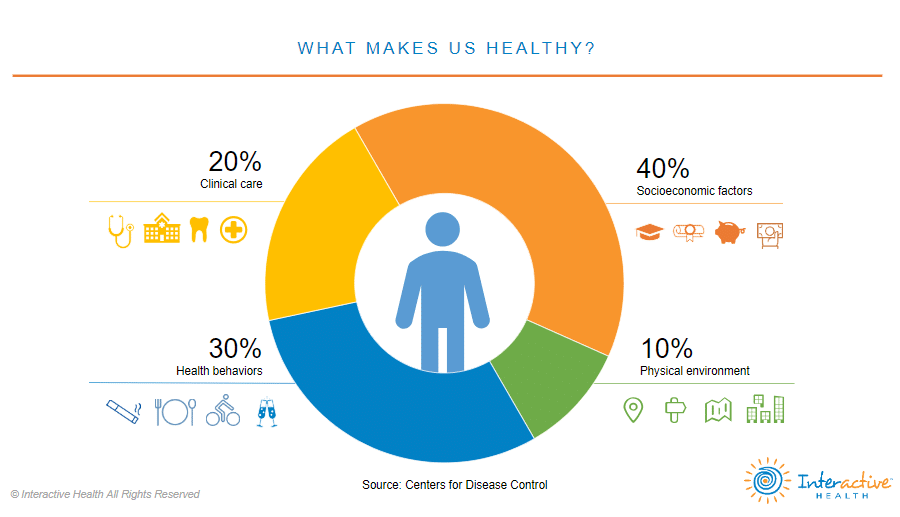 WHAT MAKES US HEALTHY?
20%
Clinical care
40%
Socioeconomic factors
30%
Health behaviors
10%
Physical environment
Source: Centers for Disease Control
© Interactive Health All Rights Reserved
Interactive™
HEALTH